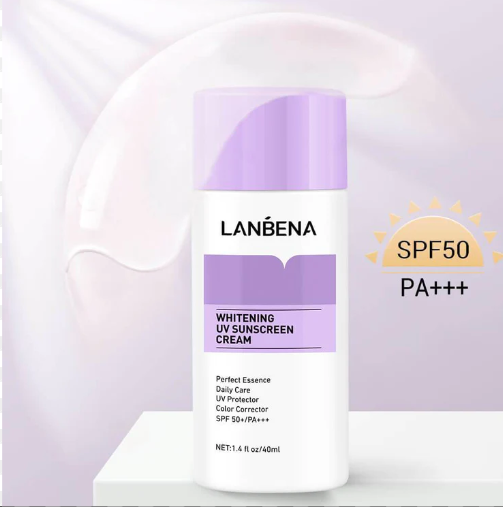 LANBENA
WHITENING
UV SUNSCREEN
CREAM
Perfect Essence
Daily Care
UV Protector
Color Corrector
SPF 50+/PA+++
NET:1.4 fl oz/40ml
SPF50
PA+++